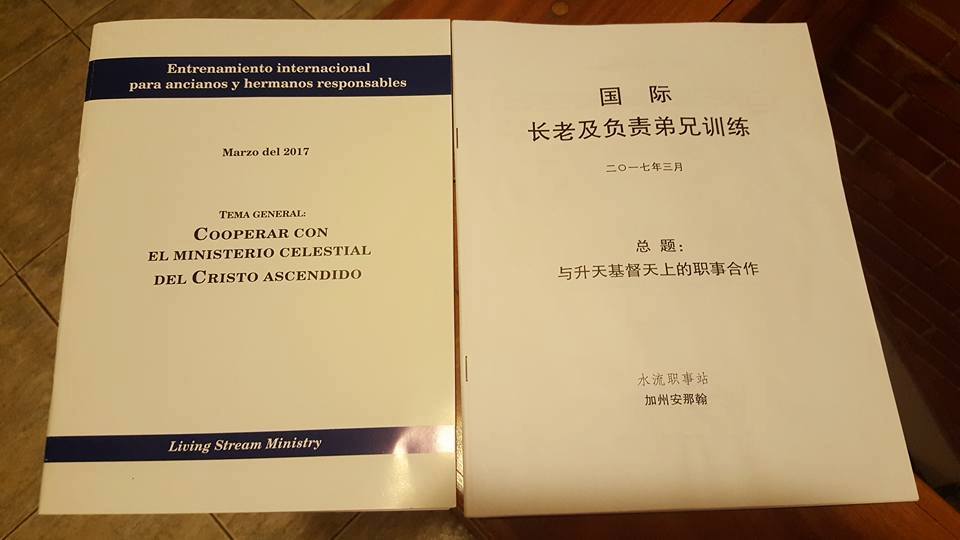 Entrenamiento internacional
para ancianos y hermanos responsables
Marzo del 2017
TEMA GENERAL:
COOPERAR CON
EL MINISTERIO CELESTIAL
DEL CRISTO ASCENDIDO
Living Stream Ministry
国 际
长老及负责弟兄训练
二〇一七年三月
总 题：
与升天基督天上的职事合作
水流职事站
加州安那翰